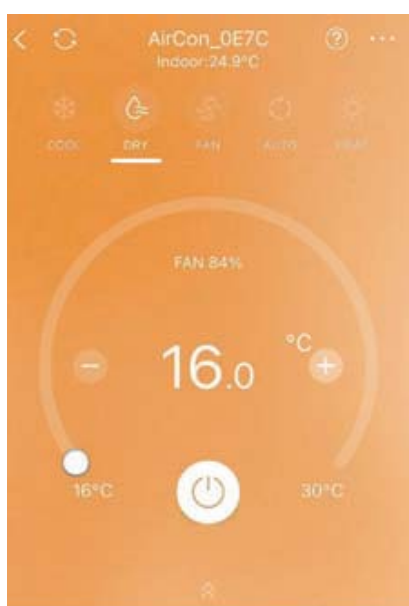 AirCon_0E7C
Indoor:24.9°C
COOL DRY FAN AUTO HEAT
FAN 84%
16.0 °C
16°C 30°C